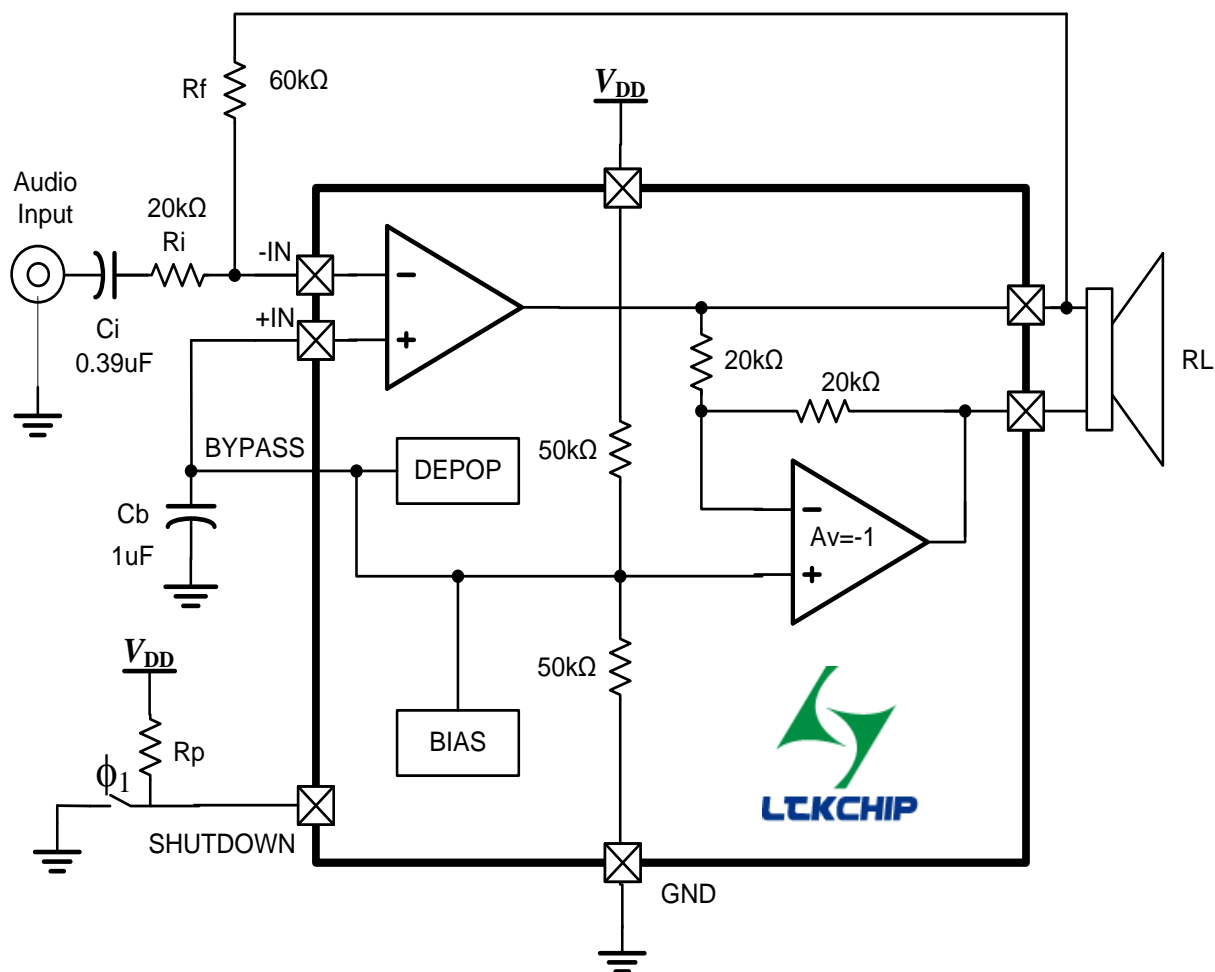 Rf
60kΩ
VDD
Audio
Input
20kΩ
Ri
-IN
+IN
Ci
0.39uF
20kΩ
20kΩ
RL
BYPASS
DEPOP
50kΩ
Cb
1uF
Av=-1
VDD
50kΩ
Rp
BIAS
ϕ1
SHUTDOWN
LTKCHIP
GND